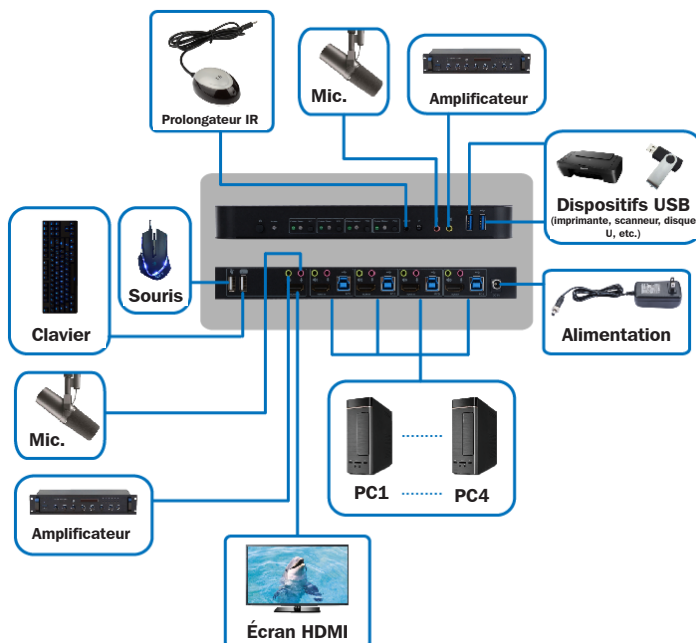 Prolongateur IR
Mic.
Amplificateur
Dispositifs USB
(imprimante, scanneur, disque
U, etc.)
Clavier
Souris
Alimentation
Mic.
PC1
PC4
Amplificateur
Écran HDMI